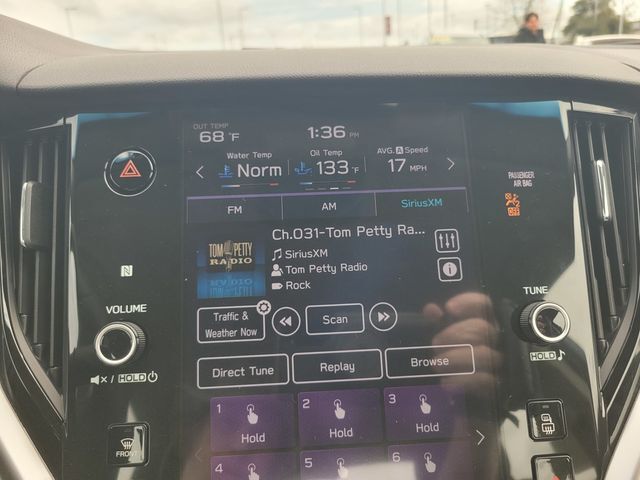 OUT TEMP
68 °F
1:36 PM
Water Temp
Norm
Oil Temp
133 °F
AVG. A Speed
17 MPH
FM
AM
SiriusXM
PASSENGER
AIR BAG
OFF
Ch.031-Tom Petty Ra...
SiriusXM
Tom Petty Radio
Rock
TOM PETTY
RADIO
N
VOLUME
HOLD
TUNE
HOLD
Traffic &
Weather Now
Scan
Direct Tune
Replay
Browse
1
Hold
2
Hold
3
Hold
4
5
6
FRONT